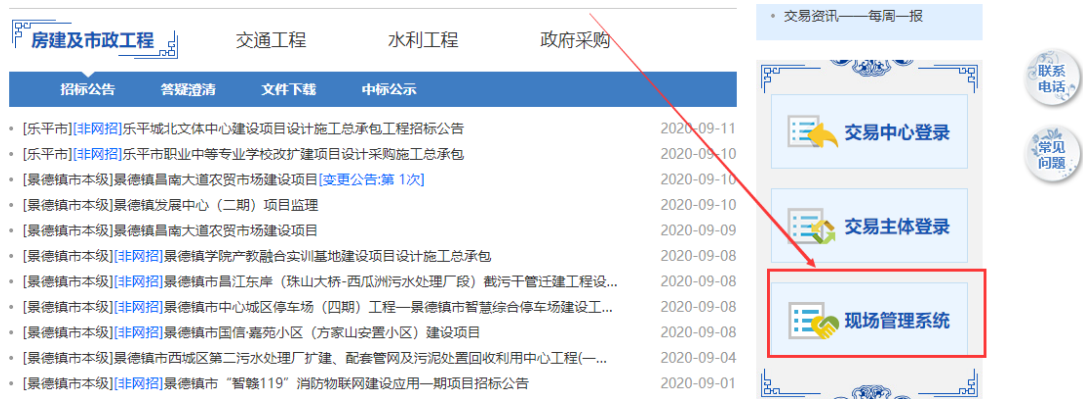 房建及市政工程 交通工程 水利工程 政府采购
招标公告 答疑澄清 文件下载 中标公示
[乐平市][非网招]乐平城北文体中心建设项目设计施工总承包工程招标公告 2020-09-11
[乐平市][非网招]乐平市职业中等专业学校改扩建项目设计采购施工总承包 2020-09-10
[景德镇市本级]景德镇昌南大道农贸市场建设项目[变更公告:第 1次] 2020-09-10
[景德镇市本级]景德镇发展中心（二期）项目监理 2020-09-10
[景德镇市本级]景德镇昌南大道农贸市场建设项目 2020-09-09
[景德镇市本级][非网招]景德镇学院产教融合实训基地建设项目设计施工总承包 2020-09-08
[景德镇市本级][非网招]景德镇市昌江东岸（珠山大桥-西瓜洲污水处理厂段）截污干管迁建工程设... 2020-09-08
[景德镇市本级][非网招]景德镇市中心城区停车场（四期）工程—景德镇市智慧综合停车场建设工... 2020-09-08
[景德镇市本级][非网招]景德镇市国信·嘉苑小区（方家山安置小区）建设项目 2020-09-08
[景德镇市本级]景德镇市西城区第二污水处理厂扩建、配套管网及污泥处置回收利用中心工程(一... 2020-09-04
[景德镇市本级][非网招]景德镇市“智赣119”消防物联网建设应用一期项目招标公告 2020-09-01
交易资讯——每周一报
交易中心登录
交易主体登录
现场管理系统
联系
电话
常见
问题